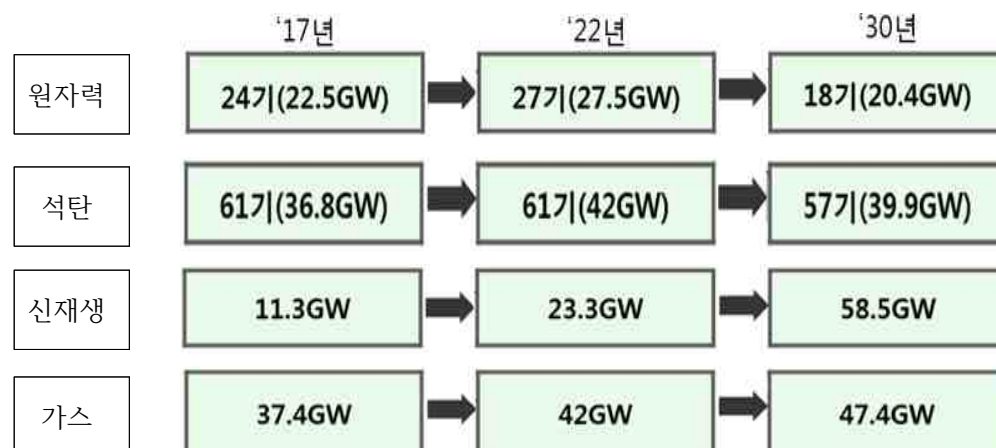 ‘17년 ‘22년 ‘30년
원자력 24기(22.5GW) 27기(27.5GW) 18기(20.4GW)
석탄 61기(36.8GW) 61기(42GW) 57기(39.9GW)
신재생 11.3GW 23.3GW 58.5GW
가스 37.4GW 42GW 47.4GW